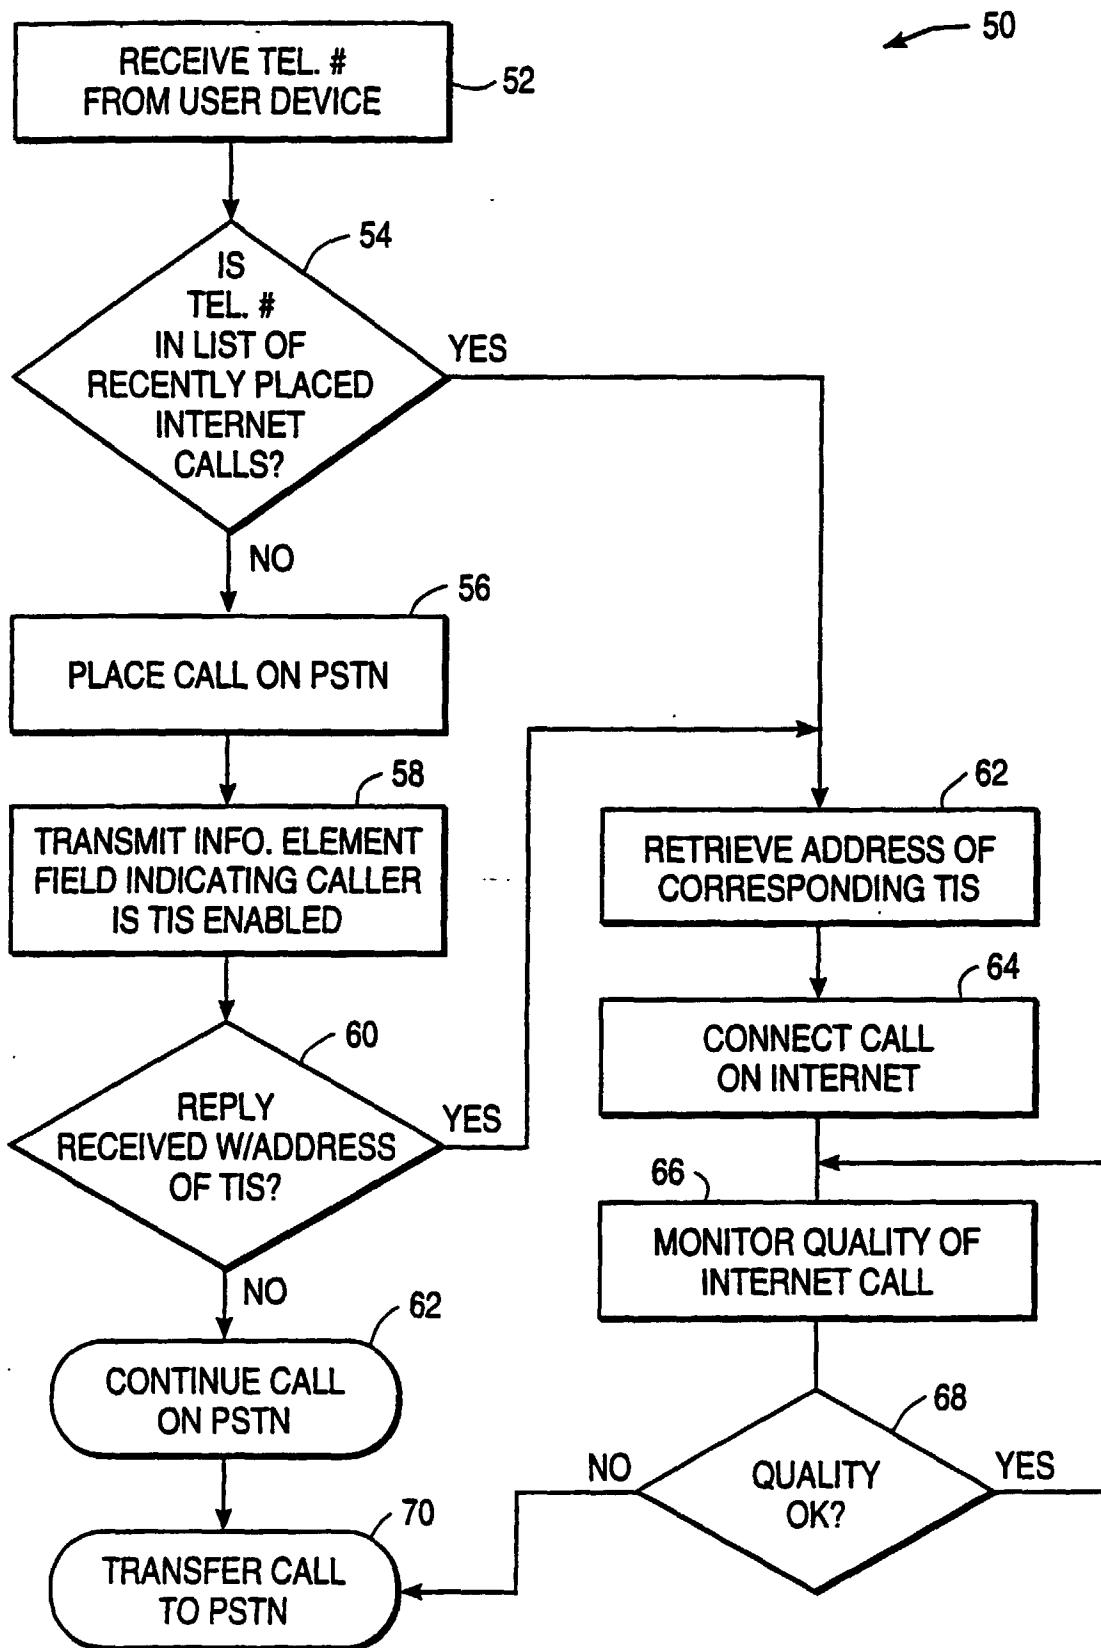 50
RECEIVE TEL. #
FROM USER DEVICE
52
54
IS
TEL. #
IN LIST OF
RECENTLY PLACED
INTERNET
CALLS?
YES
NO
56
PLACE CALL ON PSTN
58
TRANSMIT INFO. ELEMENT
FIELD INDICATING CALLER
IS TIS ENABLED
60
REPLY
RECEIVED W/ADDRESS
OF TIS?
YES
NO
62
CONTINUE CALL
ON PSTN
70
TRANSFER CALL
TO PSTN
62
RETRIEVE ADDRESS OF
CORRESPONDING TIS
64
CONNECT CALL
ON INTERNET
66
MONITOR QUALITY OF
INTERNET CALL
68
QUALITY
OK?
NO
YES